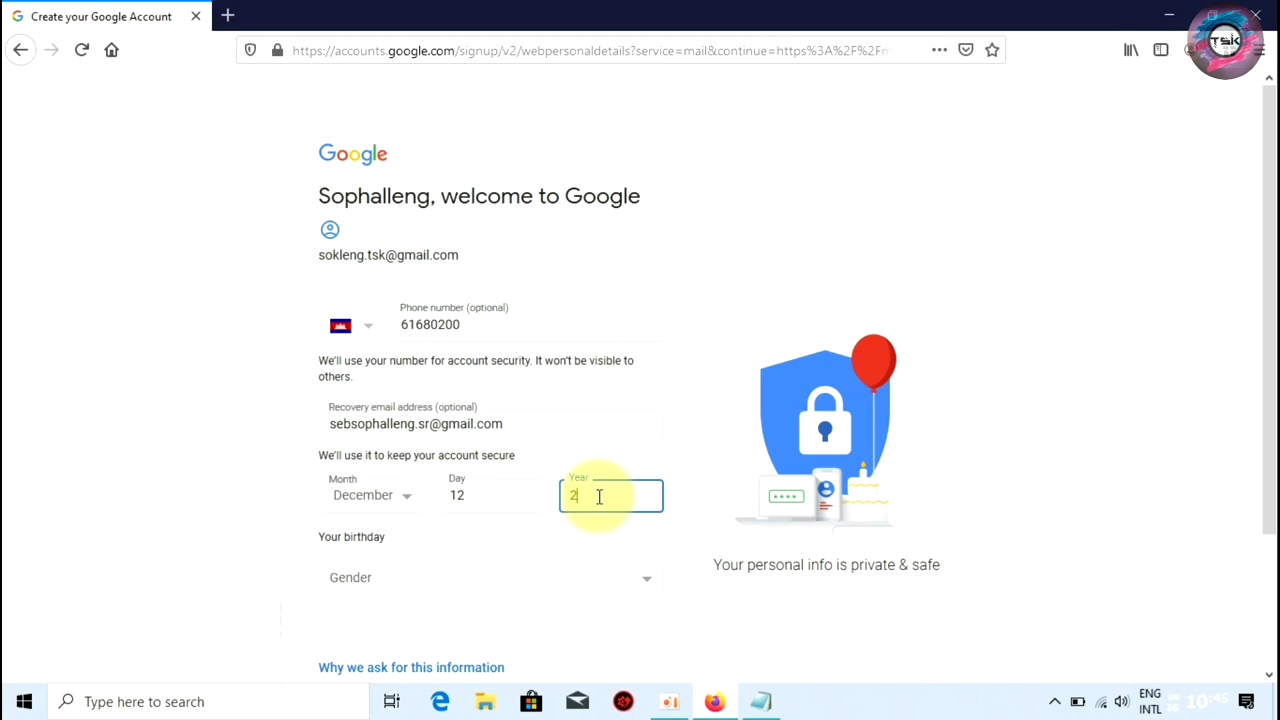 Create your Google Account
https://accounts.google.com/signup/v2/webpersonaldetails?service=mail&continue=https%3A%2F%2Fm
TSK
Google
Sophalleng, welcome to Google
sokleng.tsk@gmail.com
Phone number (optional)
61680200
We'll use your number for account security. It won't be visible to
others.
Recovery email address (optional)
sebsophalleng.sr@gmail.com
We'll use it to keep your account secure
Month Day Year
December 12 2
Your birthday
Gender
Your personal info is private & safe
Why we ask for this information
Type here to search
ENG
INTL
10:45